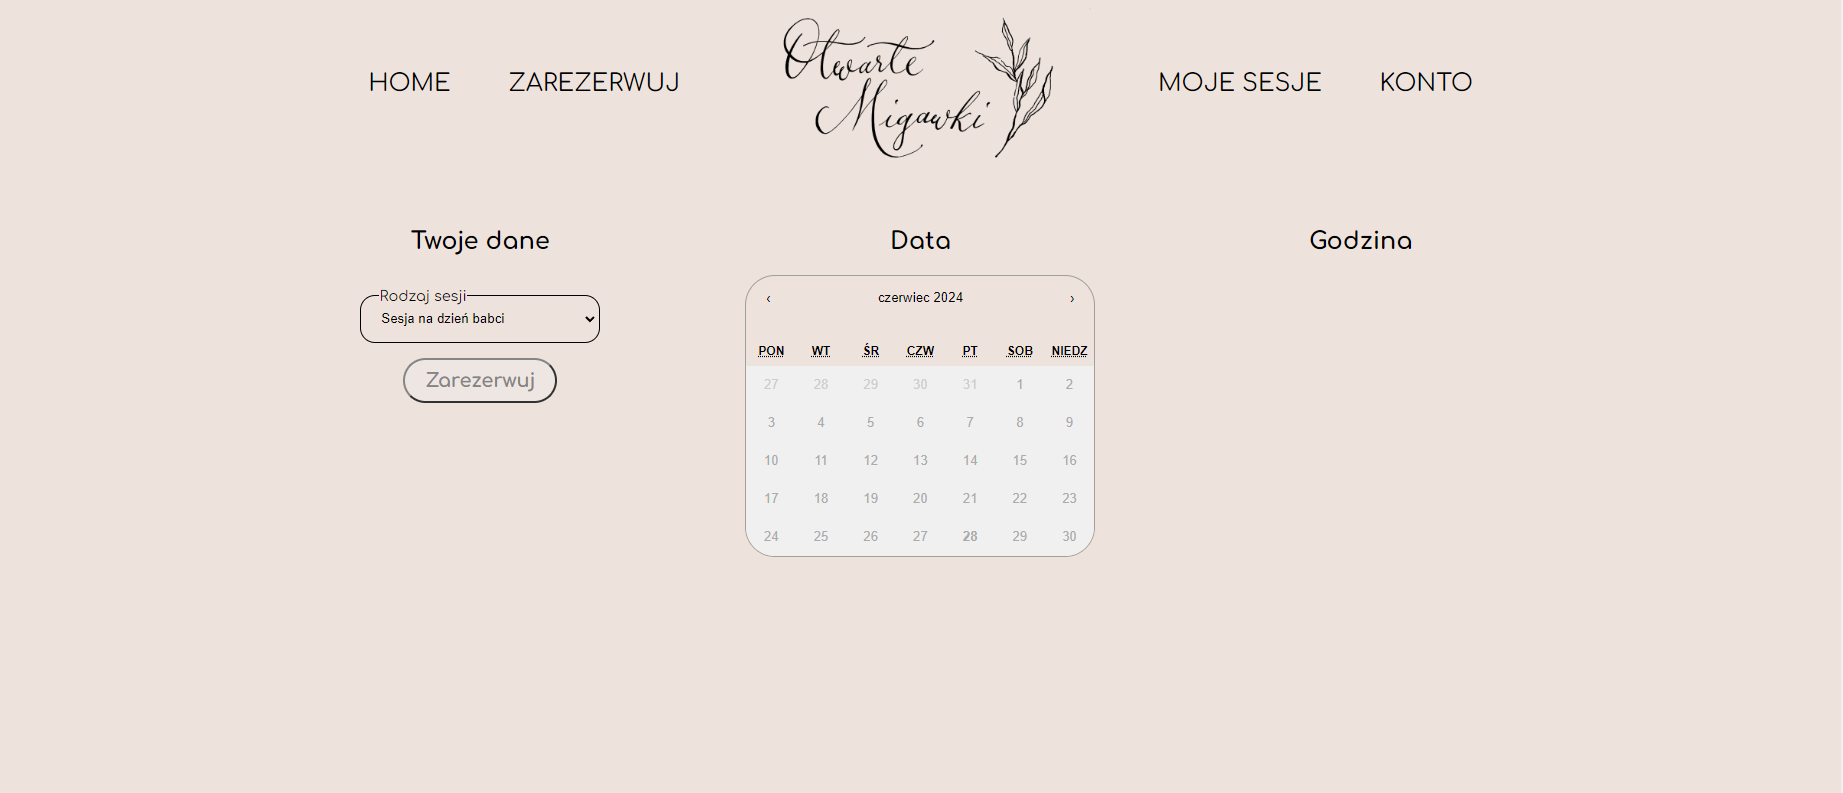 HOME ZAREZERWUJ Otwarte Migawki MOJE SESJE KONTO
Twoje dane
Rodzaj sesji
Sesja na dzień babci
Zarezerwuj
Data
‹ czerwiec 2024 ›
PON WT ŚR CZW PT SOB NIEDZ
27 28 29 30 31 1 2
3 4 5 6 7 8 9
10 11 12 13 14 15 16
17 18 19 20 21 22 23
24 25 26 27 28 29 30
Godzina